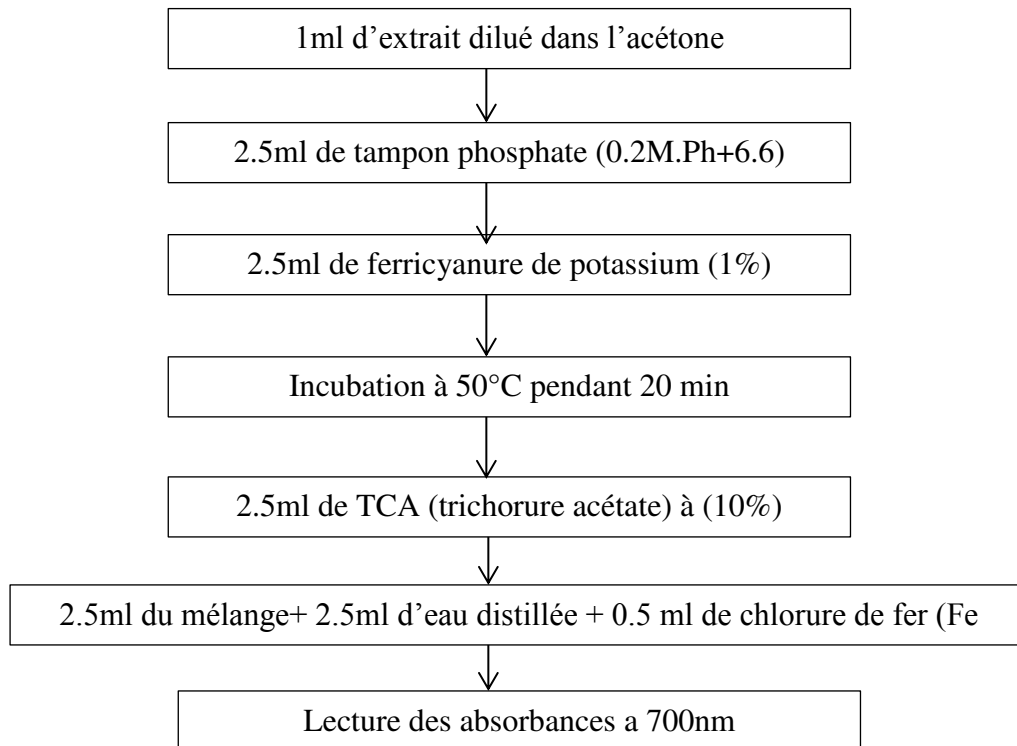 1ml d’extrait dilué dans l’acétone
2.5ml de tampon phosphate (0.2M.Ph+6.6)
2.5ml de ferricyanure de potassium (1%)
Incubation à 50°C pendant 20 min
2.5ml de TCA (trichorure acétate) à (10%)
2.5ml du mélange+ 2.5ml d’eau distillée + 0.5 ml de chlorure de fer (Fe
Lecture des absorbances a 700nm